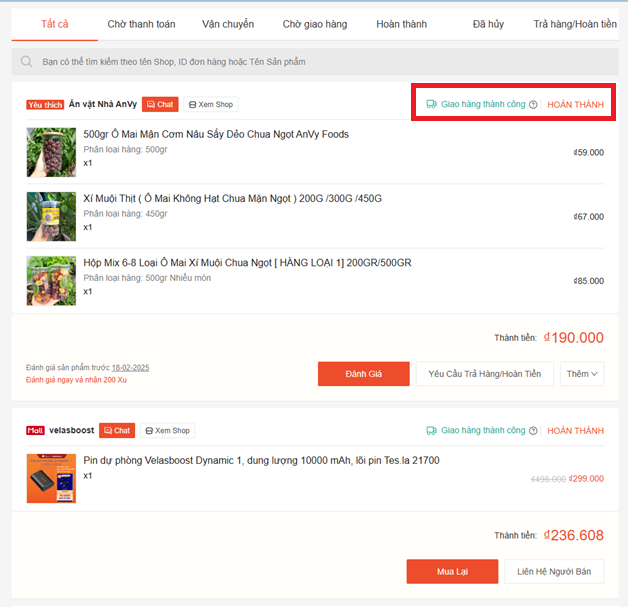 Tất cả
Chờ thanh toán
Vận chuyển
Chờ giao hàng
Hoàn thành
Đã hủy
Trả hàng/Hoàn tiền
Bạn có thể tìm kiếm theo tên Shop, ID đơn hàng hoặc Tên Sản phẩm
Yêu thích Ăn vặt Nhà AnVy Chat Xem Shop
Giao hàng thành công ? HOÀN THÀNH
500gr Ô Mai Mận Cơm Nâu Sấy Dẻo Chua Ngọt AnVy Foods
Phân loại hàng: 500gr
x1
₫59.000
Xí Muội Thịt ( Ô Mai Không Hạt Chua Mặn Ngọt ) 200G /300G /450G
Phân loại hàng: 450gr
x1
₫67.000
Hộp Mix 6-8 Loại Ô Mai Xí Muội Chua Ngọt [ HÀNG LOẠI 1] 200GR/500GR
Phân loại hàng: 500gr Nhiều món
x1
₫85.000
Thành tiền: ₫190.000
Đánh giá sản phẩm trước 18-02-2025
Đánh giá ngay và nhận 200 Xu
Đánh Giá
Yêu Cầu Trả Hàng/Hoàn Tiền
Thêm
Mall velasboost Chat Xem Shop
Giao hàng thành công ? HOÀN THÀNH
Pin dự phòng Velasboost Dynamic 1, dung lượng 10000 mAh, lõi pin Tes.la 21700
x1
₫498.000 ₫299.000
Thành tiền: ₫236.608
Mua Lại
Liên Hệ Người Bán